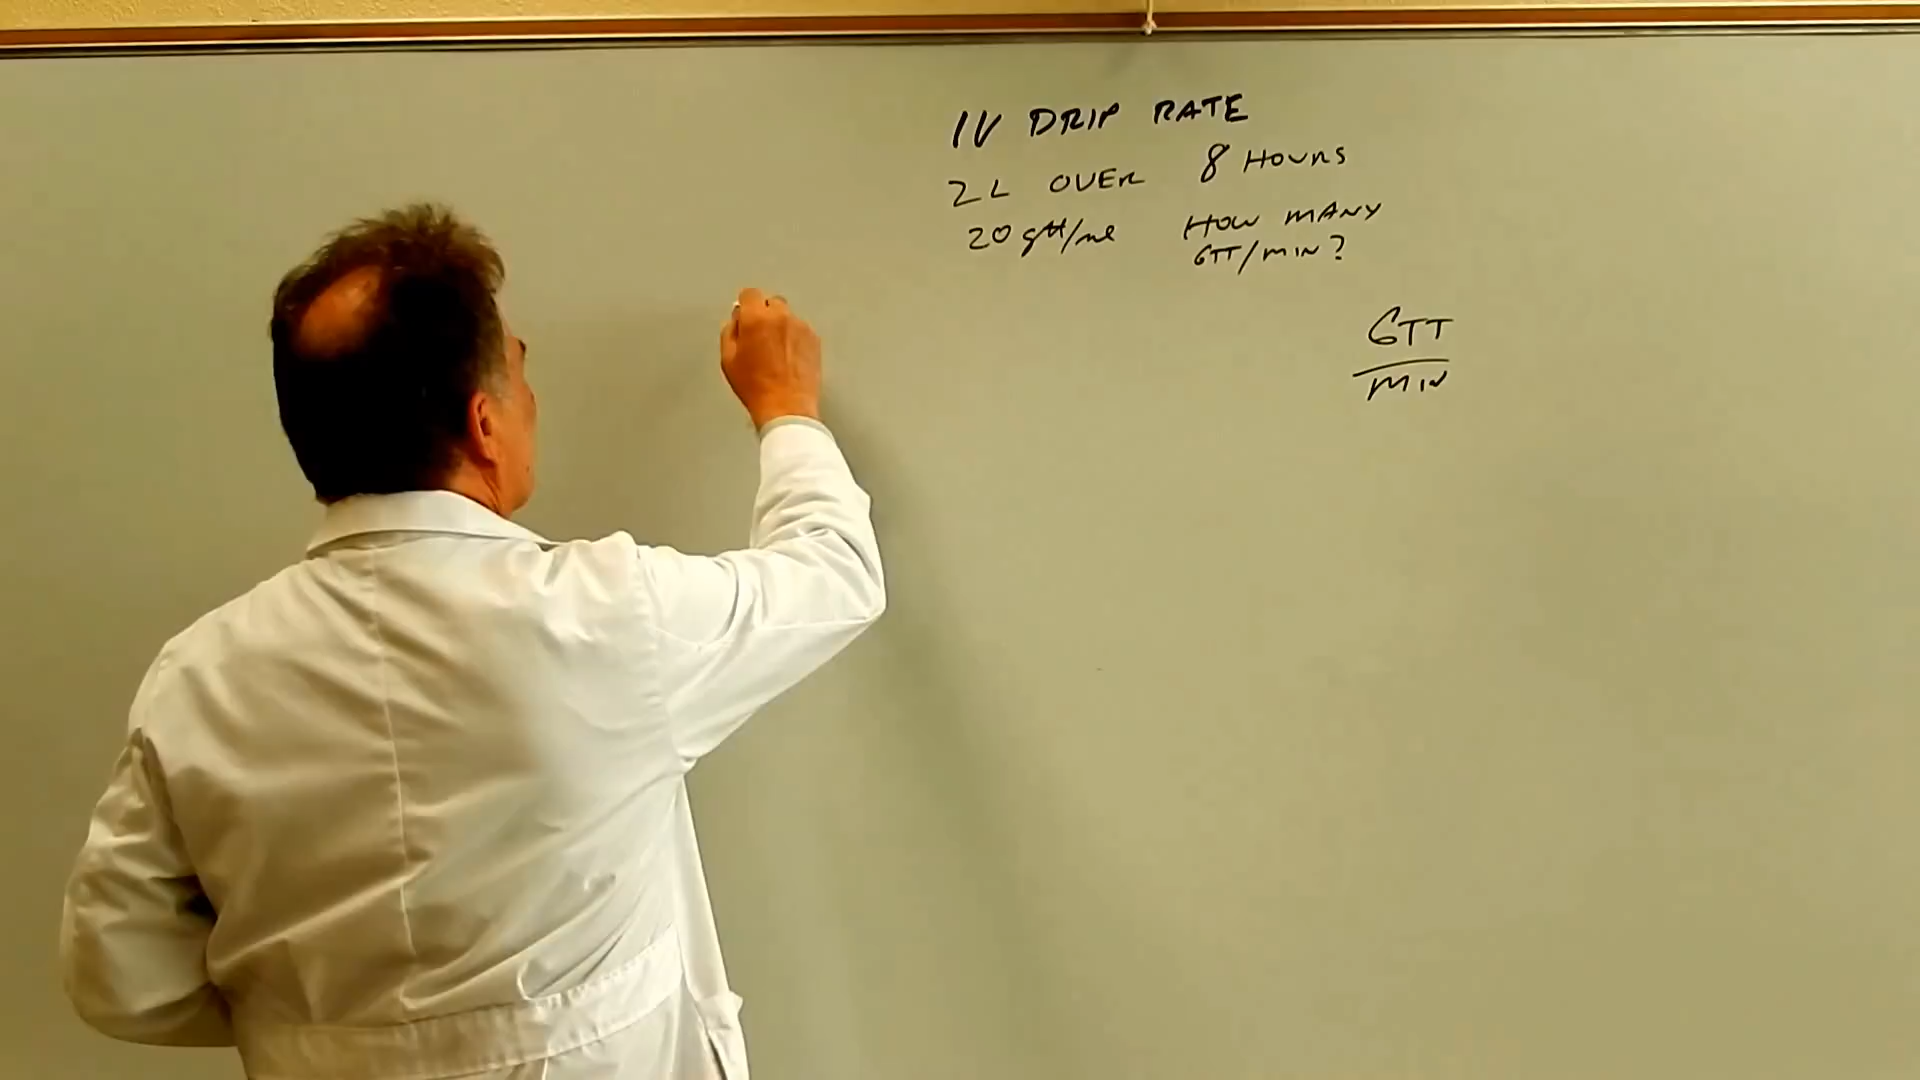 IV DRIP RATE
2L OVER 8 HOURS
20 gtt/ml HOW MANY
GTT/MIN?
GTT
MIN